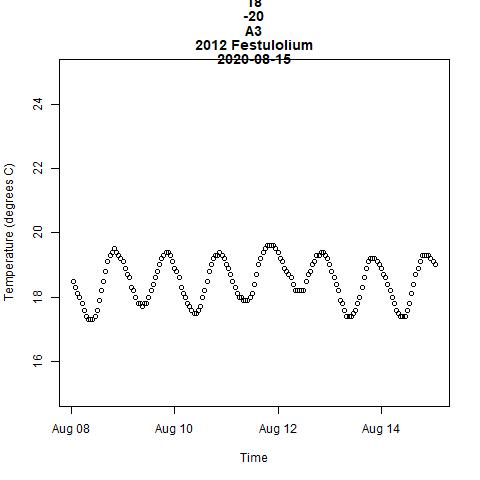 18
-20
A3
2012 Festulolium
2020-08-15
24
22
20
18
16
Temperature (degrees C)
Aug 08
Aug 10
Aug 12
Aug 14
Time